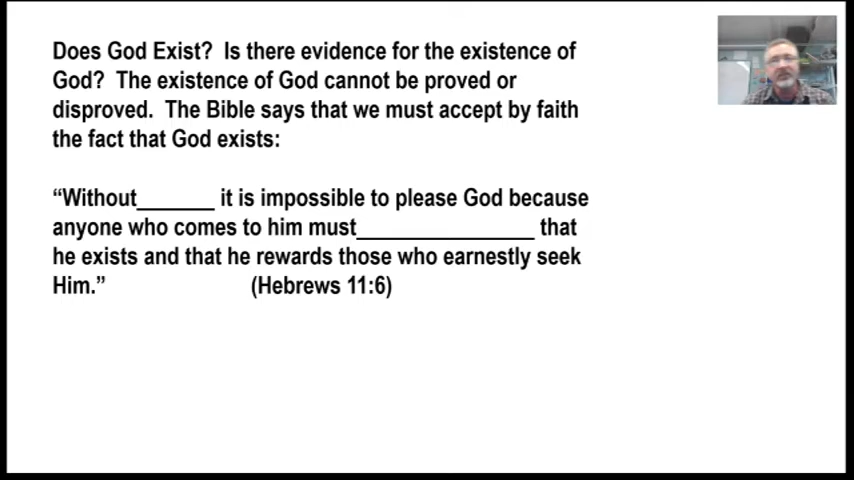 Does God Exist?  Is there evidence for the existence of
God?  The existence of God cannot be proved or
disproved.  The Bible says that we must accept by faith
the fact that God exists:
“Without_______ it is impossible to please God because
anyone who comes to him must________________ that
he exists and that he rewards those who earnestly seek
Him.” (Hebrews 11:6)